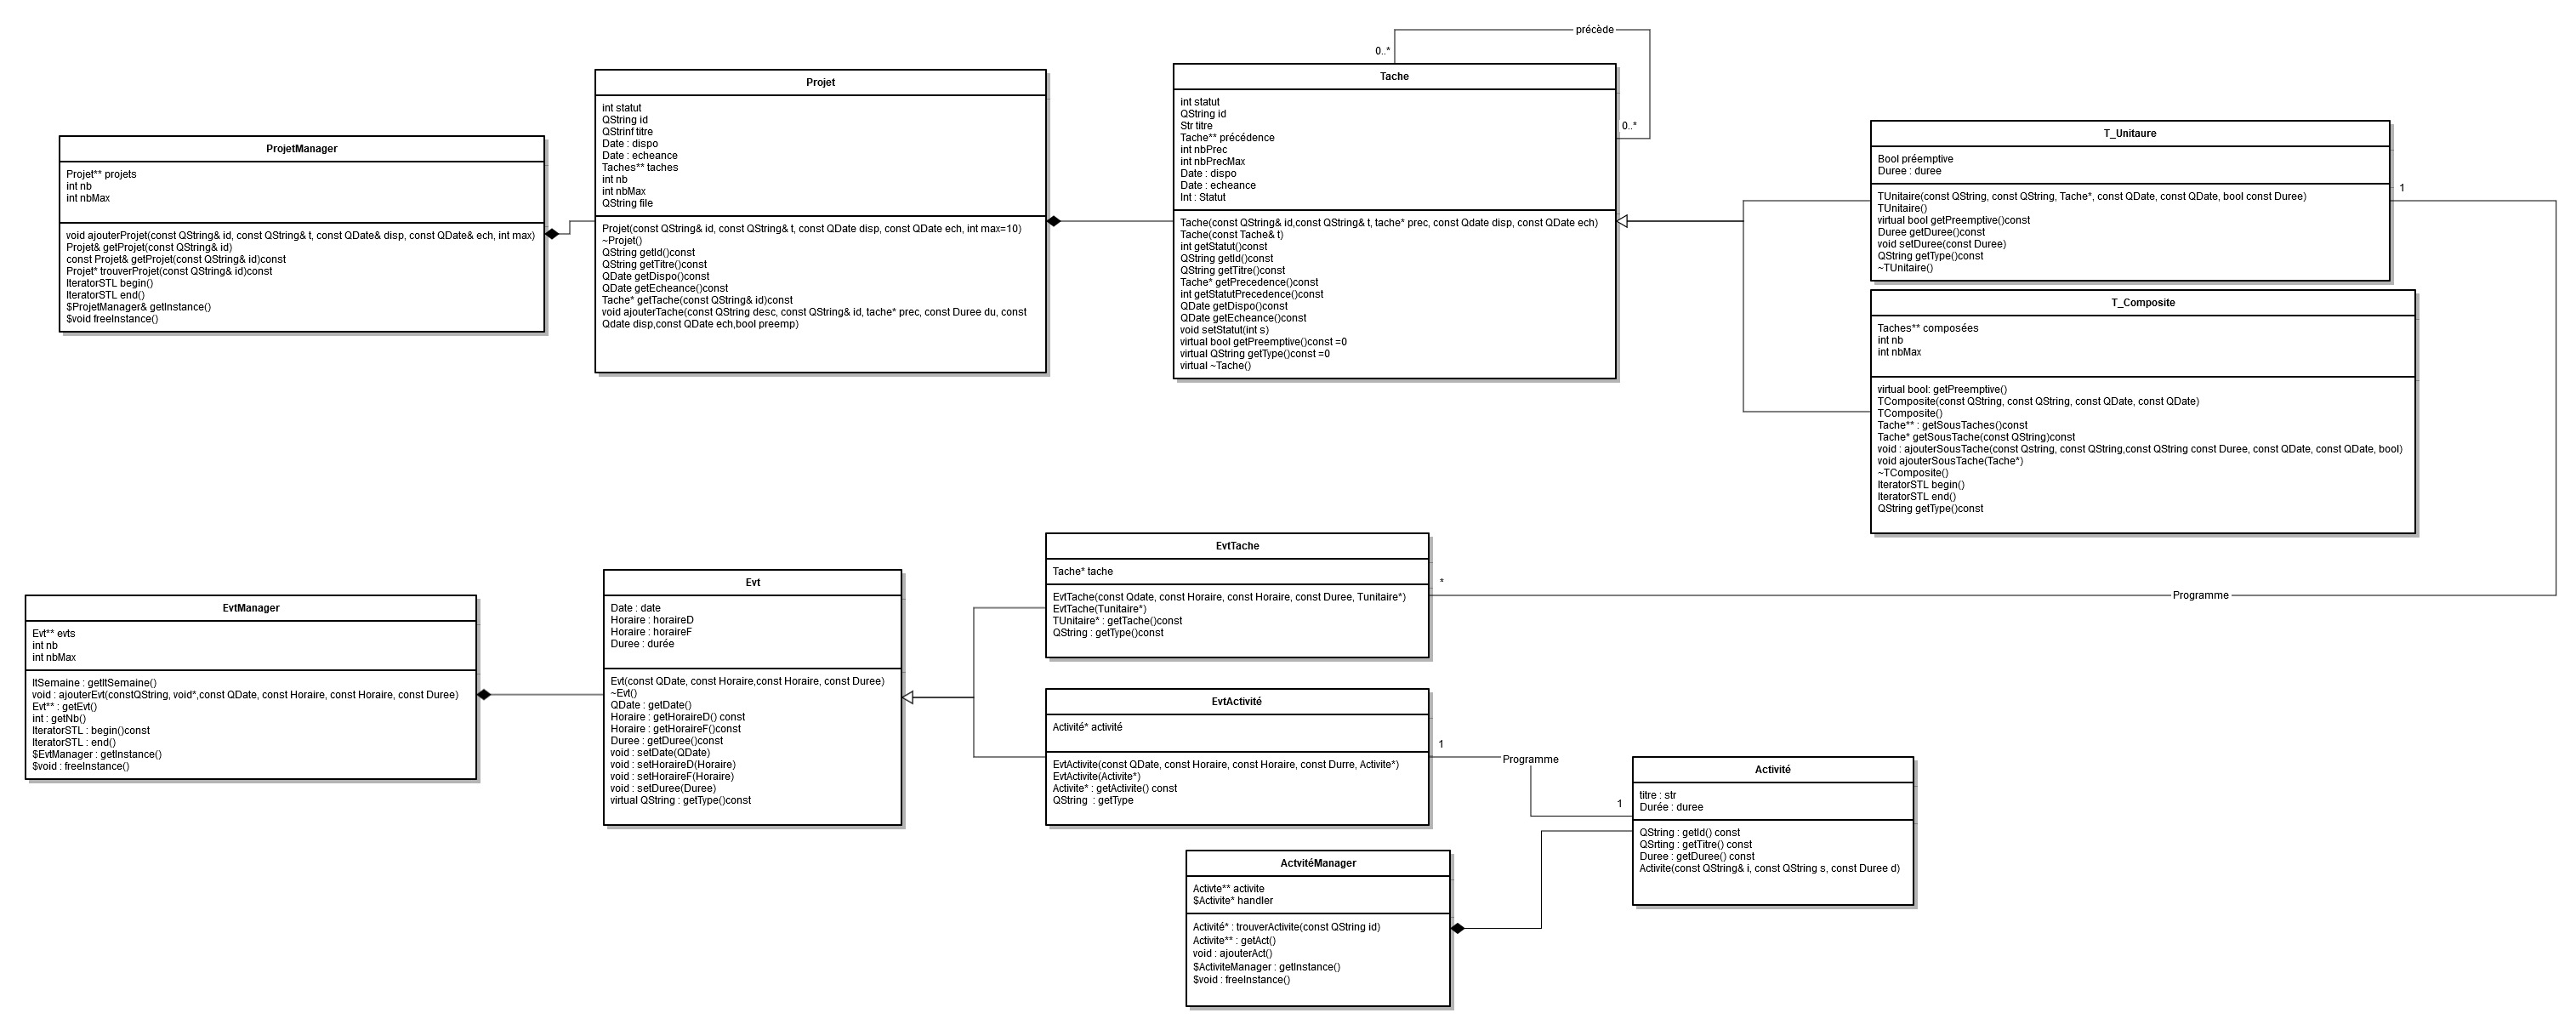 précède
0..*
0..*
ProjetManager
Projet** projets
int nb
int nbMax
void ajouterProjet(const QString& id, const QString& t, const QDate& disp, const QDate& ech, int max)
Projet& getProjet(const QString& id)
const Projet& getProjet(const QString& id)const
Projet* trouverProjet(const QString& id)const
IteratorSTL begin()
IteratorSTL end()
$ProjetManager& getInstance()
$void freeInstance()
Projet
int statut
QString id
QStrinf titre
Date : dispo
Date : echeance
Taches** taches
int nb
int nbMax
QString file
Projet(const QString& id, const QString& t, const QDate disp, const QDate ech, int max=10)
~Projet()
QString getId()const
QString getTitre()const
QDate getDispo()const
QDate getEcheance()const
Tache* getTache(const QString& id)const
void ajouterTache(const QString desc, const QString& id, tache* prec, const Duree du, const
Qdate disp,const QDate ech,bool preemp)
Tache
int statut
QString id
Str titre
Tache** précédence
int nbPrec
int nbPrecMax
Date : dispo
Date : echeance
Int : Statut
Tache(const QString& id,const QString& t, tache* prec, const Qdate disp, const QDate ech)
Tache(const Tache& t)
int getStatut()const
QString getId()const
QString getTitre()const
Tache* getPrecedence()const
int getStatutPrecedence()const
QDate getDispo()const
QDate getEcheance()const
void setStatut(int s)
virtual bool getPreemptive()const =0
virtual QString getType()const =0
virtual ~Tache()
T_Unitaure
Bool préemptive
Duree : duree
TUnitaire(const QString, const QString, Tache*, const QDate, const QDate, bool const Duree)
TUnitaire()
virtual bool getPreemptive()const
Duree getDuree()const
void setDuree(const Duree)
QString getType()const
~TUnitaire()
1
T_Composite
Taches** composées
int nb
int nbMax
virtual bool: getPreemptive()
TComposite(const QString, const QString, const QDate, const QDate)
TComposite()
Tache** : getSousTaches()const
Tache* getSousTache(const QString)const
void : ajouterSousTache(const Qstring, const QString,const QString const Duree, const QDate, const QDate, bool)
void ajouterSousTache(Tache*)
~TComposite()
IteratorSTL begin()
IteratorSTL end()
QString getType()const
EvtManager
Evt** evts
int nb
int nbMax
ItSemaine : getItSemaine()
void : ajouterEvt(constQString, void*,const QDate, const Horaire, const Horaire, const Duree)
Evt** : getEvt()
int : getNb()
IteratorSTL : begin()const
IteratorSTL : end()
$EvtManager : getInstance()
$void : freeInstance()
Evt
Date : date
Horaire : horaireD
Horaire : horaireF
Duree : durée
Evt(const QDate, const Horaire,const Horaire, const Duree)
~Evt()
QDate : getDate()
Horaire : getHoraireD() const
Horaire : getHoraireF()const
Duree : getDuree()const
void : setDate(QDate)
void : setHoraireD(Horaire)
void : setHoraireF(Horaire)
void : setDuree(Duree)
virtual QString : getType()const
EvtTache
Tache* tache
EvtTache(const Qdate, const Horaire, const Horaire, const Duree, Tunitaire*)
EvtTache(Tunitaire*)
TUnitaire* : getTache()const
QString : getType()const
*
Programme
EvtActivité
Activité* activité
EvtActivite(const QDate, const Horaire, const Horaire, const Durre, Activite*)
EvtActivite(Activite*)
Activite* : getActivite() const
QString  : getType
1
Programme
1
Activité
titre : str
Durée : duree
QString : getId() const
QSrting : getTitre() const
Duree : getDuree() const
Activite(const QString& i, const QString s, const Duree d)
ActvitéManager
Activte** activite
$Activite* handler
Activité* : trouverActivite(const QString id)
Activite** : getAct()
void : ajouterAct()
$ActiviteManager : getInstance()
$void : freeInstance()